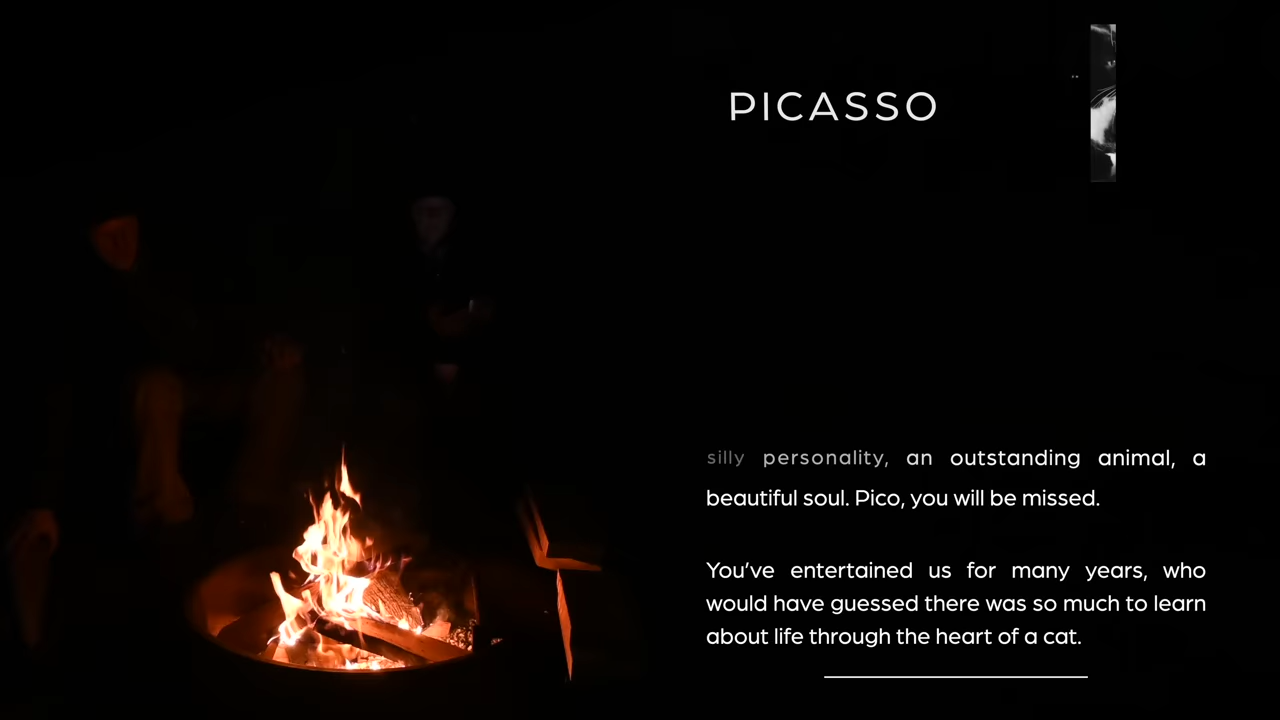 PICASSO
silly personality, an outstanding animal, a
beautiful soul. Pico, you will be missed.
You’ve entertained us for many years, who
would have guessed there was so much to learn
about life through the heart of a cat.